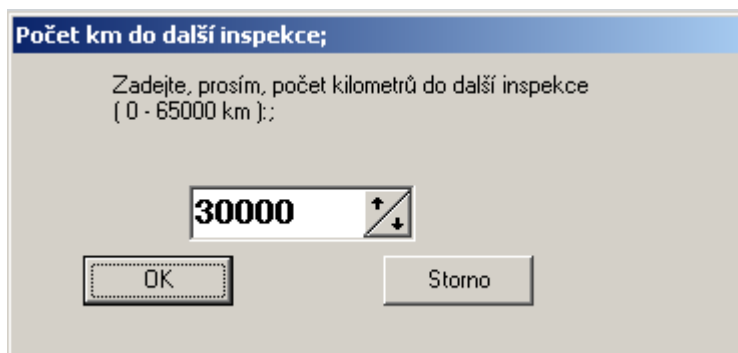 Počet km do další inspekce;
Zadejte, prosím, počet kilometrů do další inspekce
( 0 - 65000 km ):;
30000
OK Storno